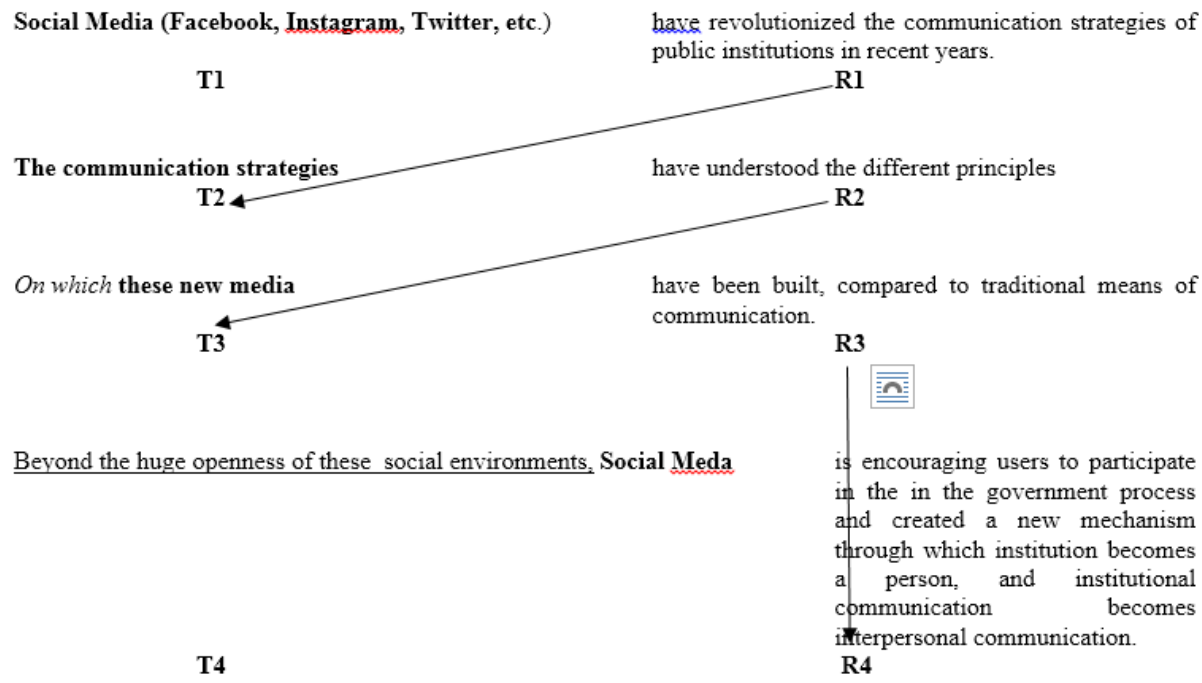 Social Media (Facebook, Instagram, Twitter, etc.) have revolutionized the communication strategies of
public institutions in recent years.
T1 R1
The communication strategies have understood the different principles
T2 R2
On which these new media have been built, compared to traditional means of
communication.
T3 R3
Beyond the huge openness of these social environments, Social Meda is encouraging users to participate
in the in the government process
and created a new mechanism
through which institution becomes
a person, and institutional
communication becomes
interpersonal communication.
T4 R4